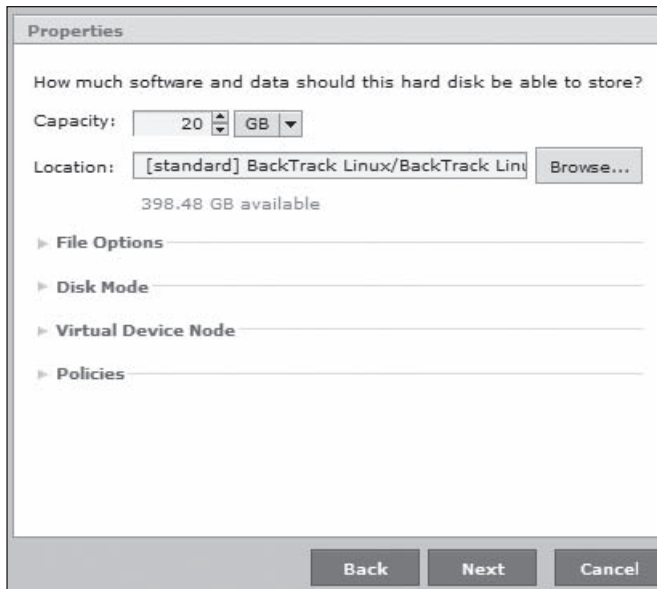 Properties
How much software and data should this hard disk be able to store?
Capacity: 20 GB
Location: [standard] BackTrack Linux/BackTrack Browse...
398.48 GB available
File Options
Disk Mode
Virtual Device Node
Policies
Back Next Cancel